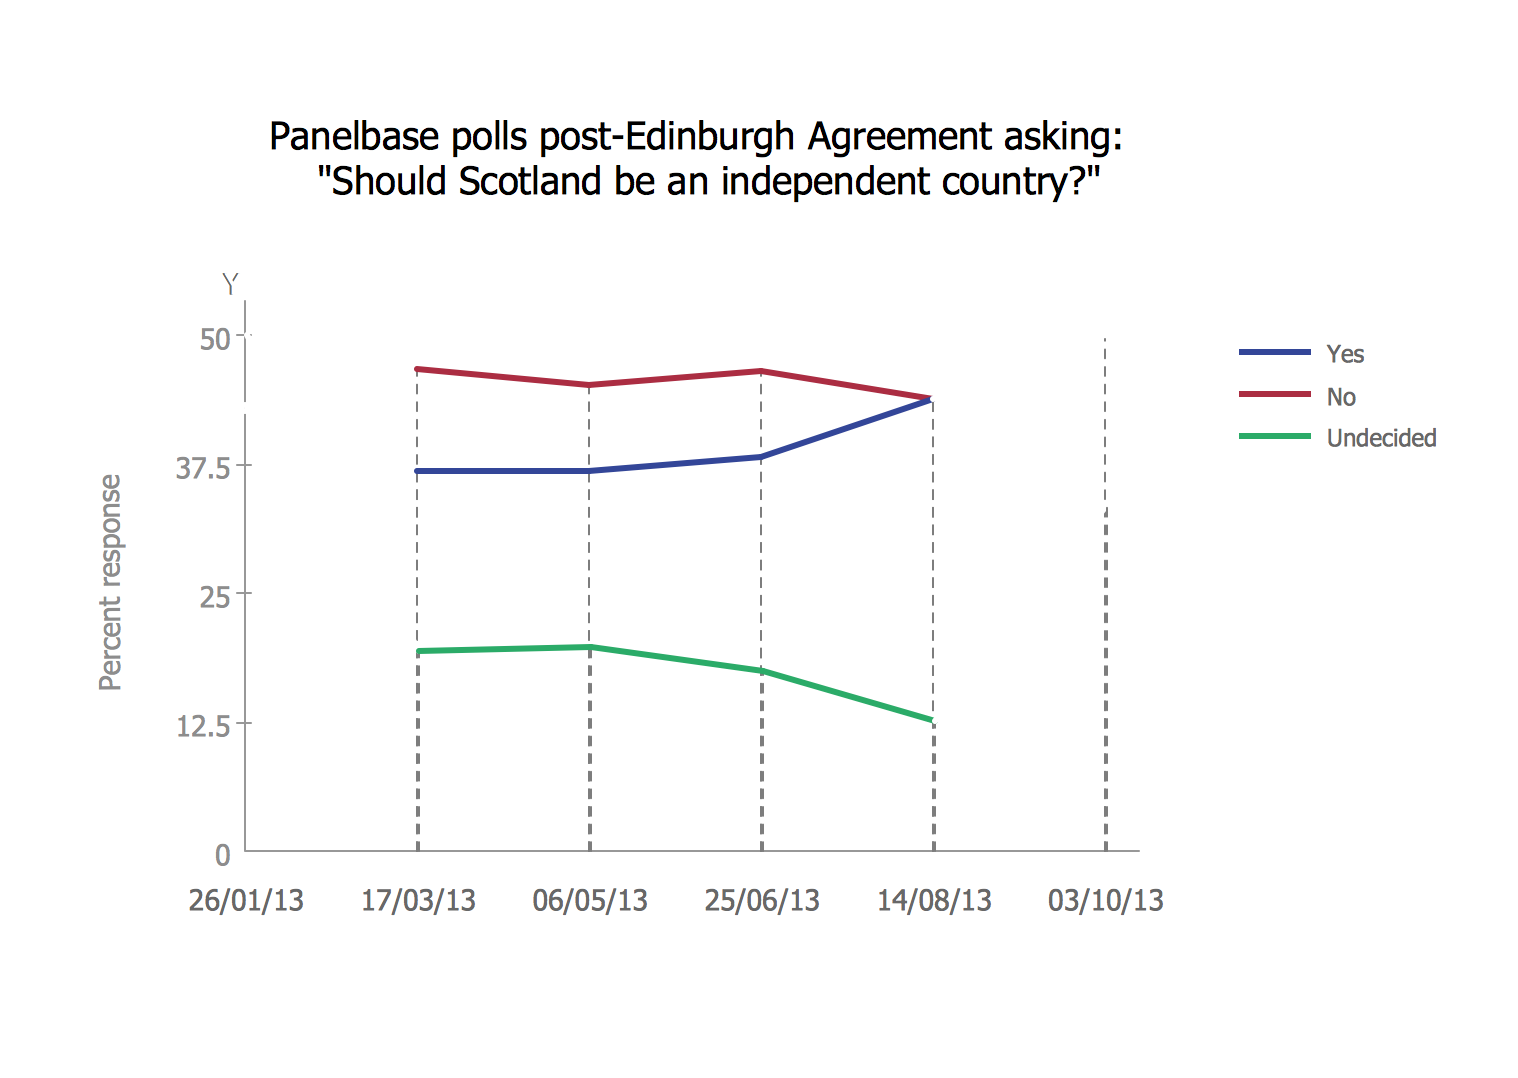 Panelbase polls post-Edinburgh Agreement asking:
"Should Scotland be an independent country?"
Y
50
37.5
25
12.5
0
Percent response
26/01/13 17/03/13 06/05/13 25/06/13 14/08/13 03/10/13
Yes
No
Undecided